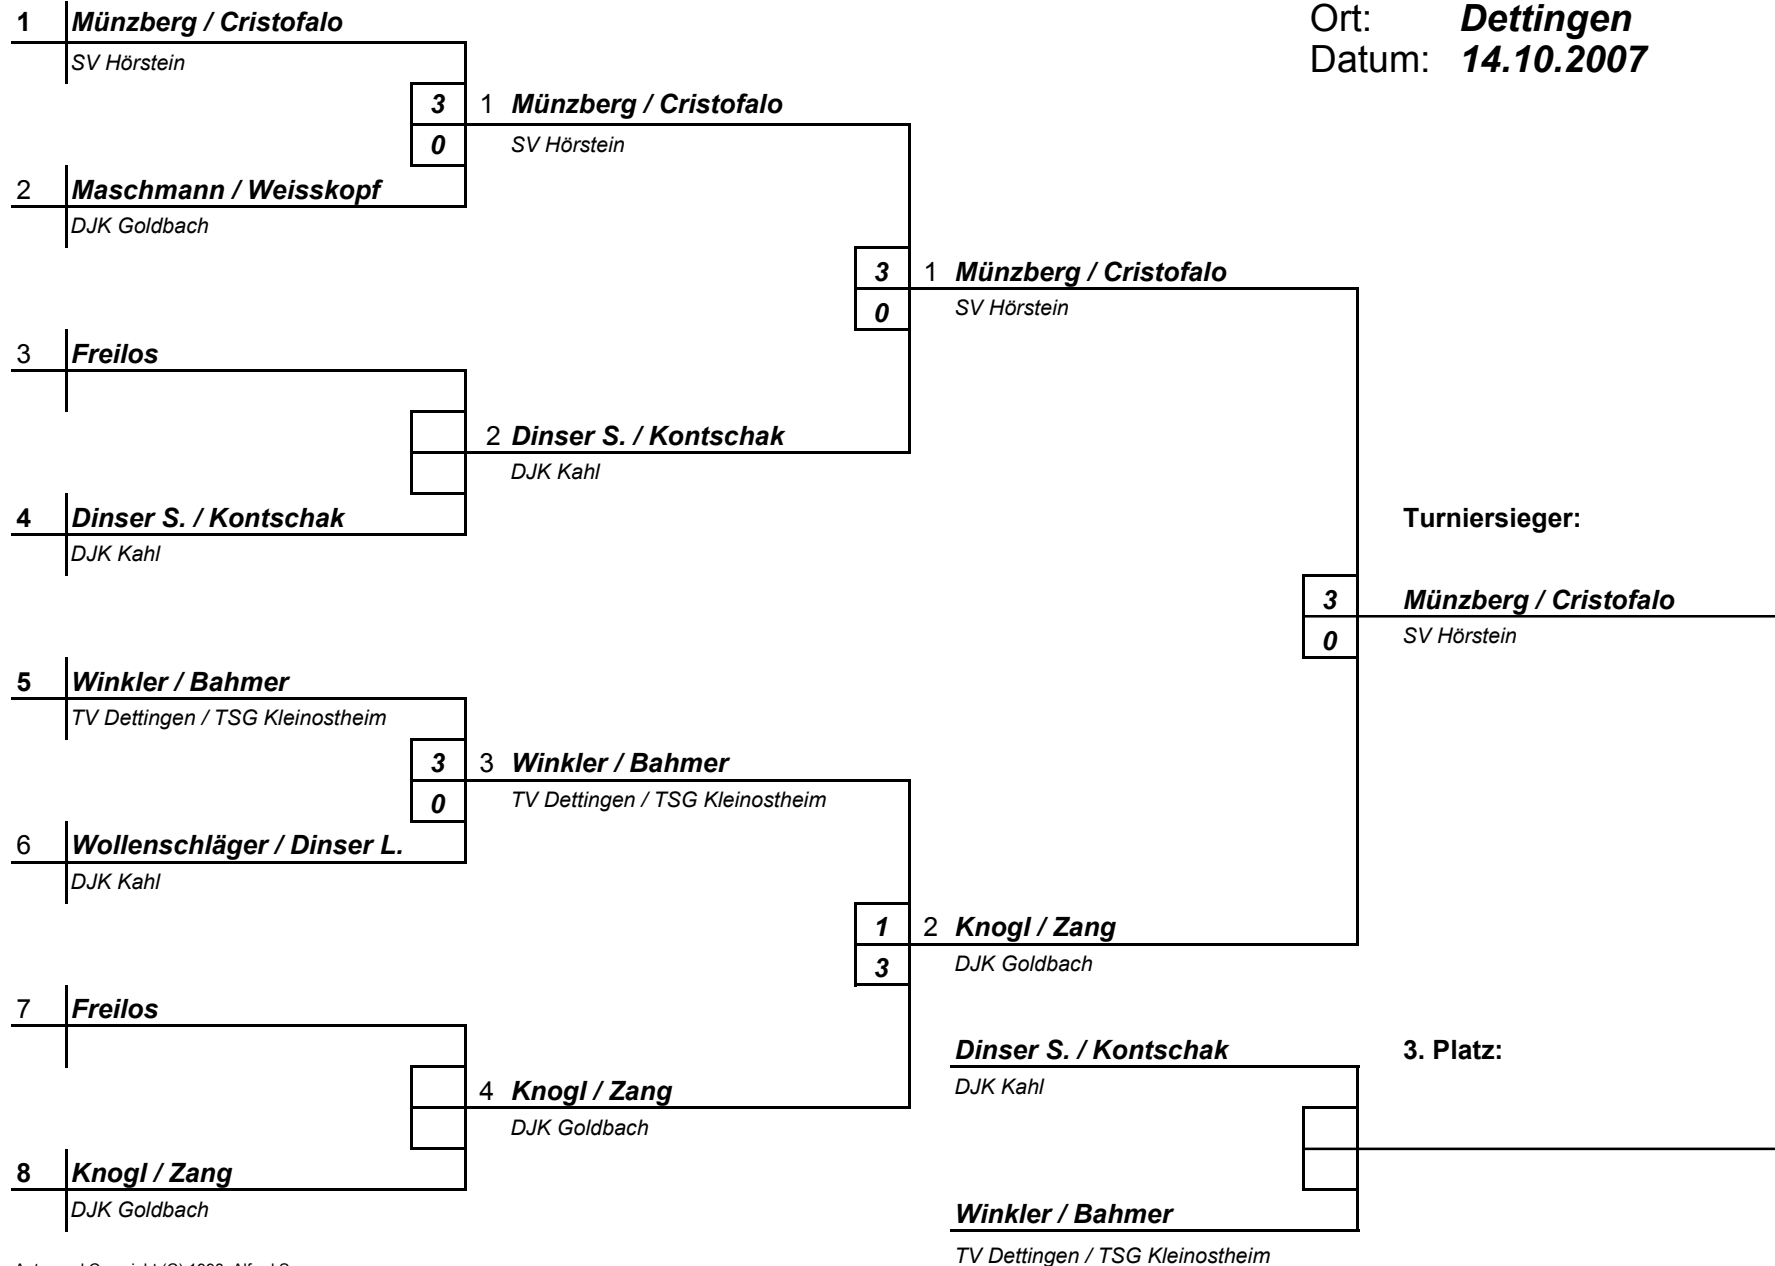 Ort: Dettingen
Datum: 14.10.2007
1 Münzberg / Cristofalo
SV Hörstein
3 1 Münzberg / Cristofalo
0 SV Hörstein
2 Maschmann / Weisskopf
DJK Goldbach
3 1 Münzberg / Cristofalo
0 SV Hörstein
3 Freilos
2 Dinser S. / Kontschak
DJK Kahl
4 Dinser S. / Kontschak
DJK Kahl
Turniersieger:
3 Münzberg / Cristofalo
0 SV Hörstein
5 Winkler / Bahmer
TV Dettingen / TSG Kleinostheim
3 3 Winkler / Bahmer
0 TV Dettingen / TSG Kleinostheim
6 Wollenschläger / Dinser L.
DJK Kahl
1 2 Knogl / Zang
3 DJK Goldbach
7 Freilos
Dinser S. / Kontschak
DJK Kahl
3. Platz:
4 Knogl / Zang
DJK Goldbach
8 Knogl / Zang
DJK Goldbach
Winkler / Bahmer
TV Dettingen / TSG Kleinostheim